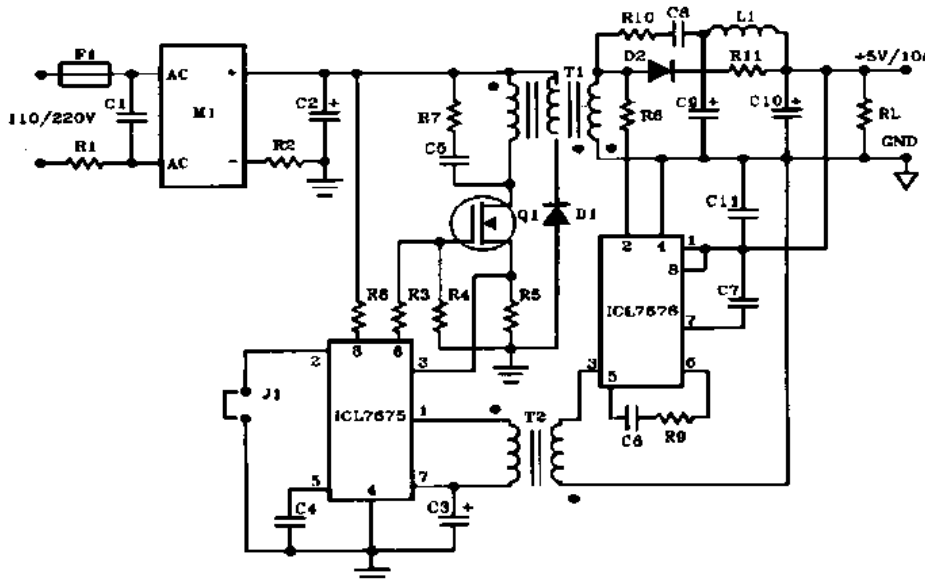 F1
AC
+
M1
C1
110/220V
R1
AC
-
R2
C2 +
R7
C5
T1
Q1
D1
R10
C8
L1
D2
R11
R6
C9 +
C10 +
+5V/10A
RL
GND
C11
2
4
1
8
ICL7676
C7
7
3
5
6
C6
R9
R3
R4
R5
6
2
3
J1
ICL7675
1
T2
5
4
7
C4
C3 +